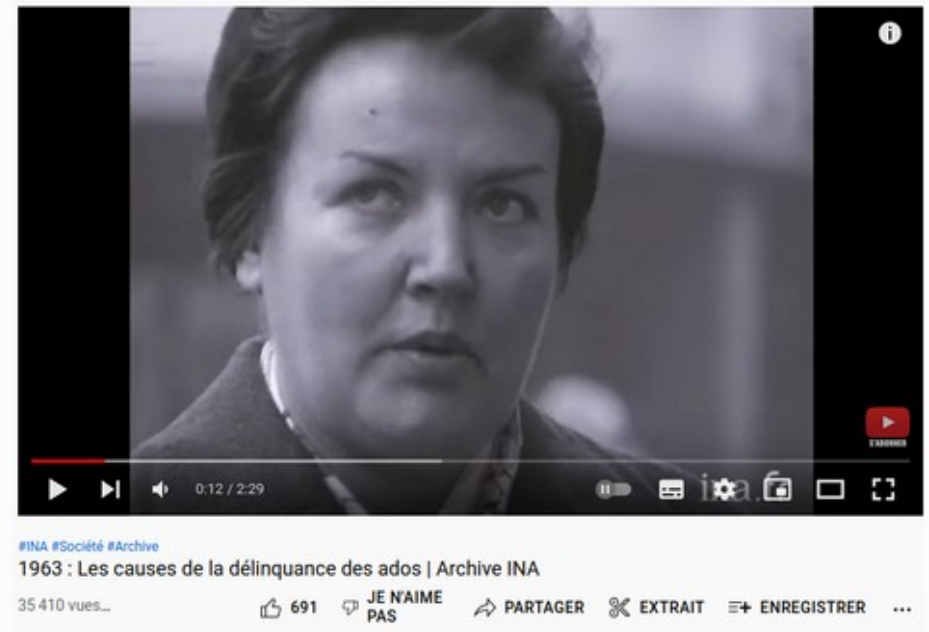 S'ABONNER
0:12 / 2:29
ina.fr
#INA #Société #Archive
1963 : Les causes de la délinquance des ados | Archive INA
35 410 vues...
691
JE N'AIME
PAS
PARTAGER
EXTRAIT
ENREGISTRER
...